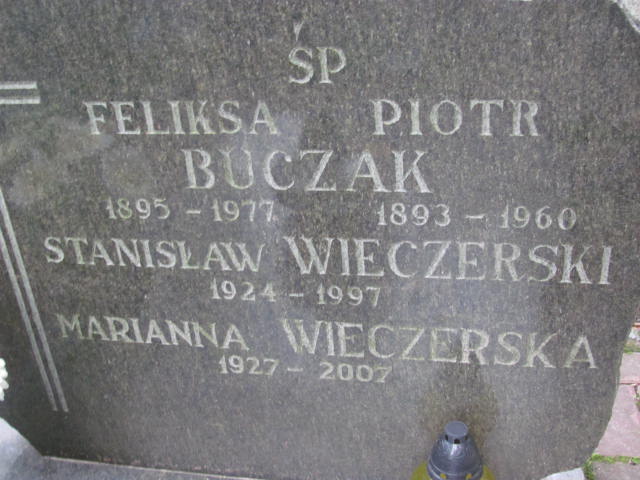 ŚP
FELIKSA PIOTR
BUCZAK
1895 - 1977 1893 - 1960
STANISŁAW WIECZERSKI
1924 - 1997
MARIANNA WIECZERSKA
1927 - 2007